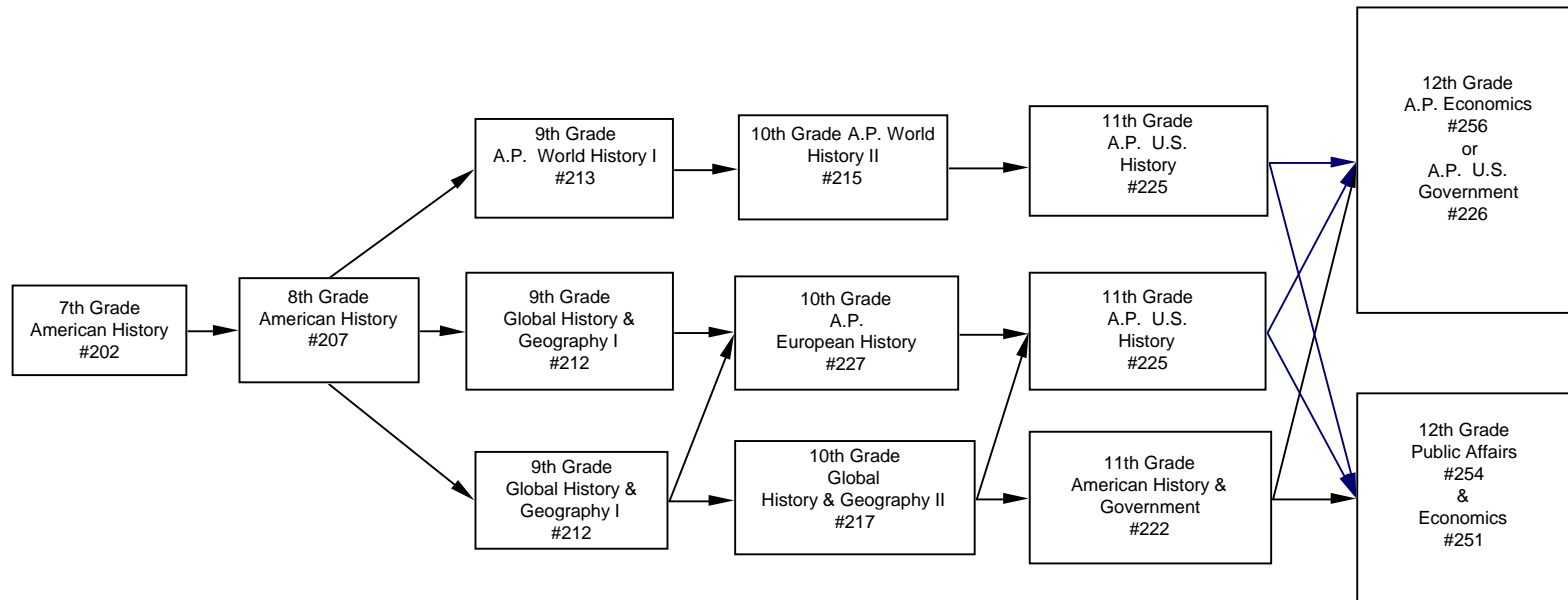 7th Grade
American History
#202
8th Grade
American History
#207
9th Grade
A.P.  World History I
#213
9th Grade
Global History &
Geography I
#212
9th Grade
Global History &
Geography I
#212
10th Grade A.P. World
History II
#215
10th Grade
A.P.
European History
#227
10th Grade
Global
History & Geography II
#217
11th Grade
A.P.  U.S.
History
#225
11th Grade
A.P.  U.S.
History
#225
11th Grade
American History &
Government
#222
12th Grade
A.P. Economics
#256
or
A.P.  U.S.
Government
#226
12th Grade
Public Affairs
#254
&
Economics
#251